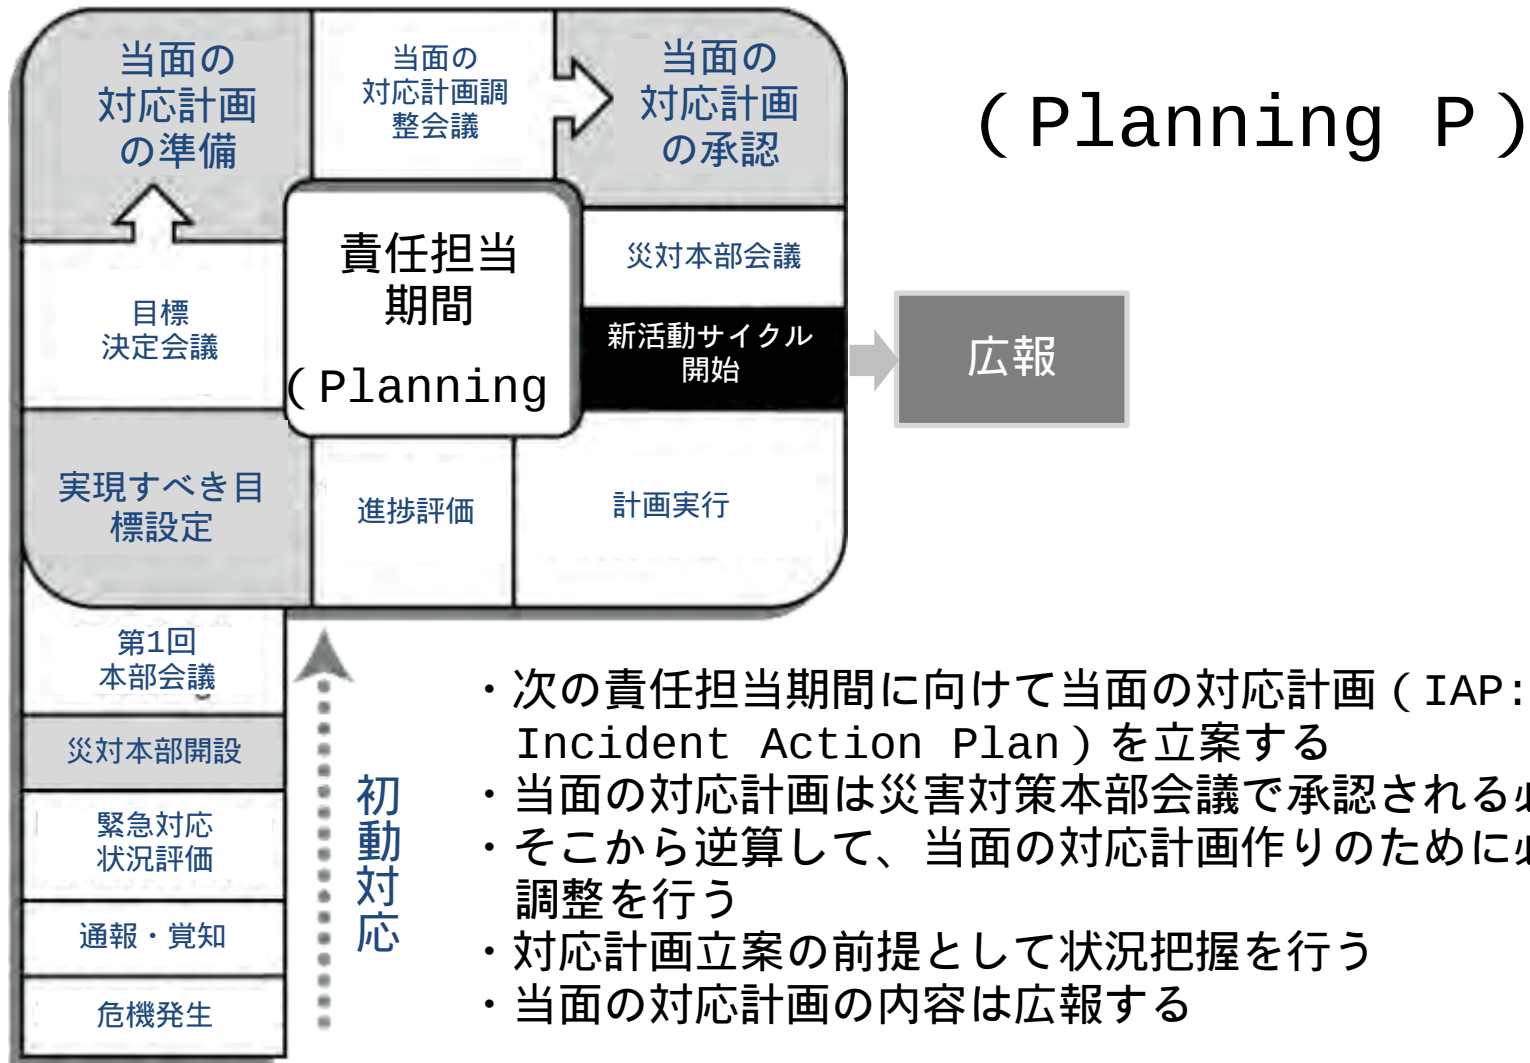 (Planning P)
当面の
対応計画
の準備
当面の
対応計画調
整会議
当面の
対応計画
の承認
責任担当
期間
(Planning
災対本部会議
目標
決定会議
新活動サイクル
開始
広報
実現すべき目
標設定
進捗評価
計画実行
第1回
本部会議
災対本部開設
緊急対応
状況評価
通報・覚知
危機発生
初動対応
・次の責任担当期間に向けて当面の対応計画(IAP:
Incident Action Plan)を立案する
・当面の対応計画は災害対策本部会議で承認される
・そこから逆算して、当面の対応計画作りのために
調整を行う
・対応計画立案の前提として状況把握を行う
・当面の対応計画の内容は広報する